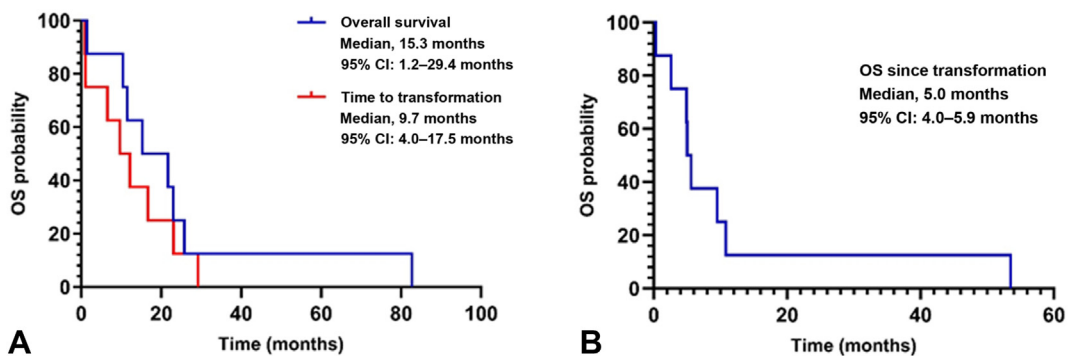 100
80
60
40
20
0
OS probability
0 20 40 60 80 100
Time (months)
A
Overall survival
Median, 15.3 months
95% CI: 1.2–29.4 months
Time to transformation
Median, 9.7 months
95% CI: 4.0–17.5 months
100
80
60
40
20
0
OS probability
0 20 40 60
Time (months)
B
OS since transformation
Median, 5.0 months
95% CI: 4.0–5.9 months